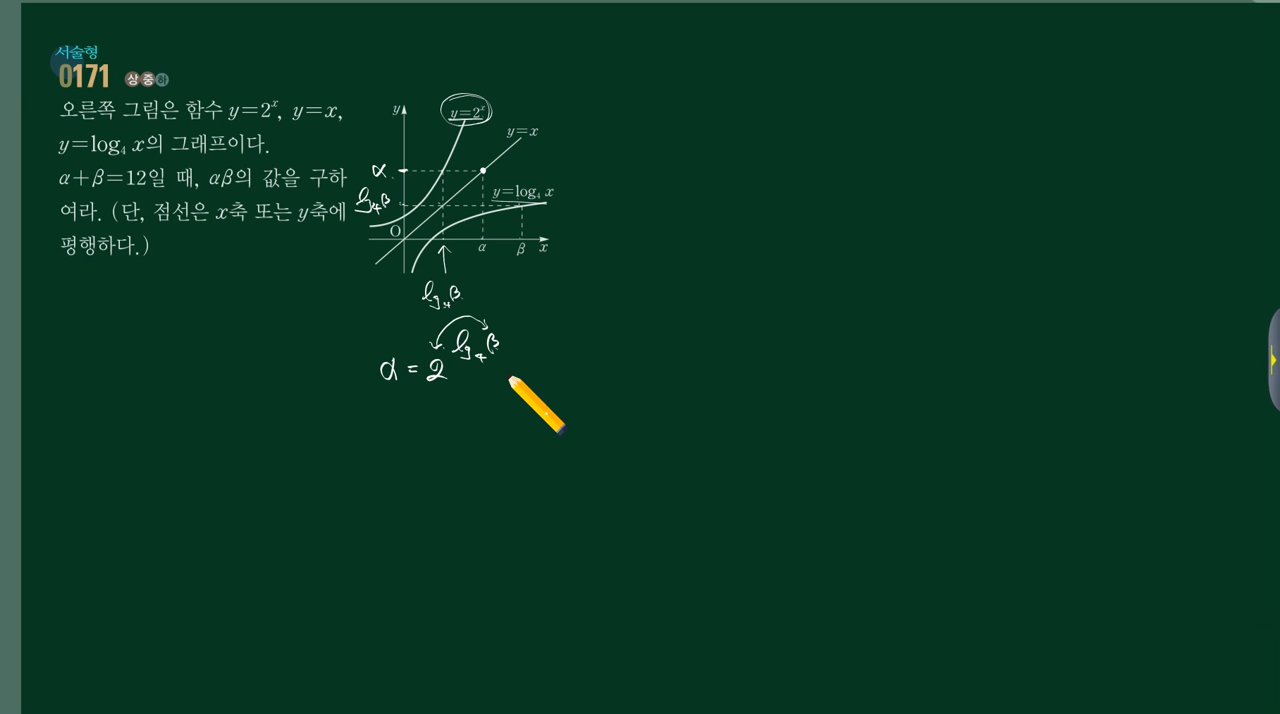 서술형
0171 상 중 하
오른쪽 그림은 함수 y=2ˣ, y=x,
y=log₄ x의 그래프이다.
α+β=12일 때, αβ의 값을 구하
여라. (단, 점선은 x축 또는 y축에
평행하다.)
y
y=2ˣ
y=x
α
y=log₄ x
log₄β
O
α
β
x
log₄β
α = 2^(log₄β)